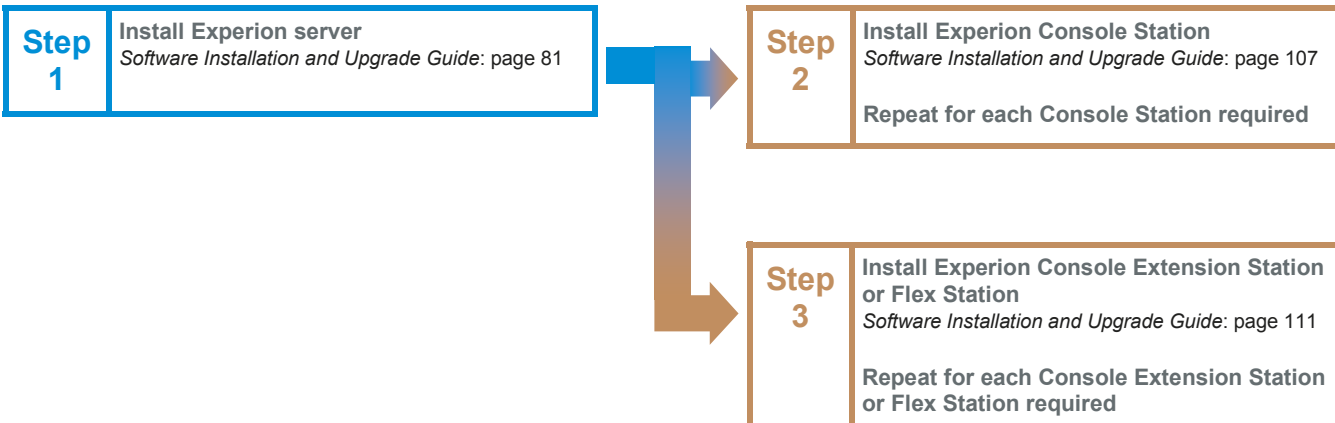 Step
1
Install Experion server
Software Installation and Upgrade Guide: page 81
Step
2
Install Experion Console Station
Software Installation and Upgrade Guide: page 107
Repeat for each Console Station required
Step
3
Install Experion Console Extension Station
or Flex Station
Software Installation and Upgrade Guide: page 111
Repeat for each Console Extension Station
or Flex Station required